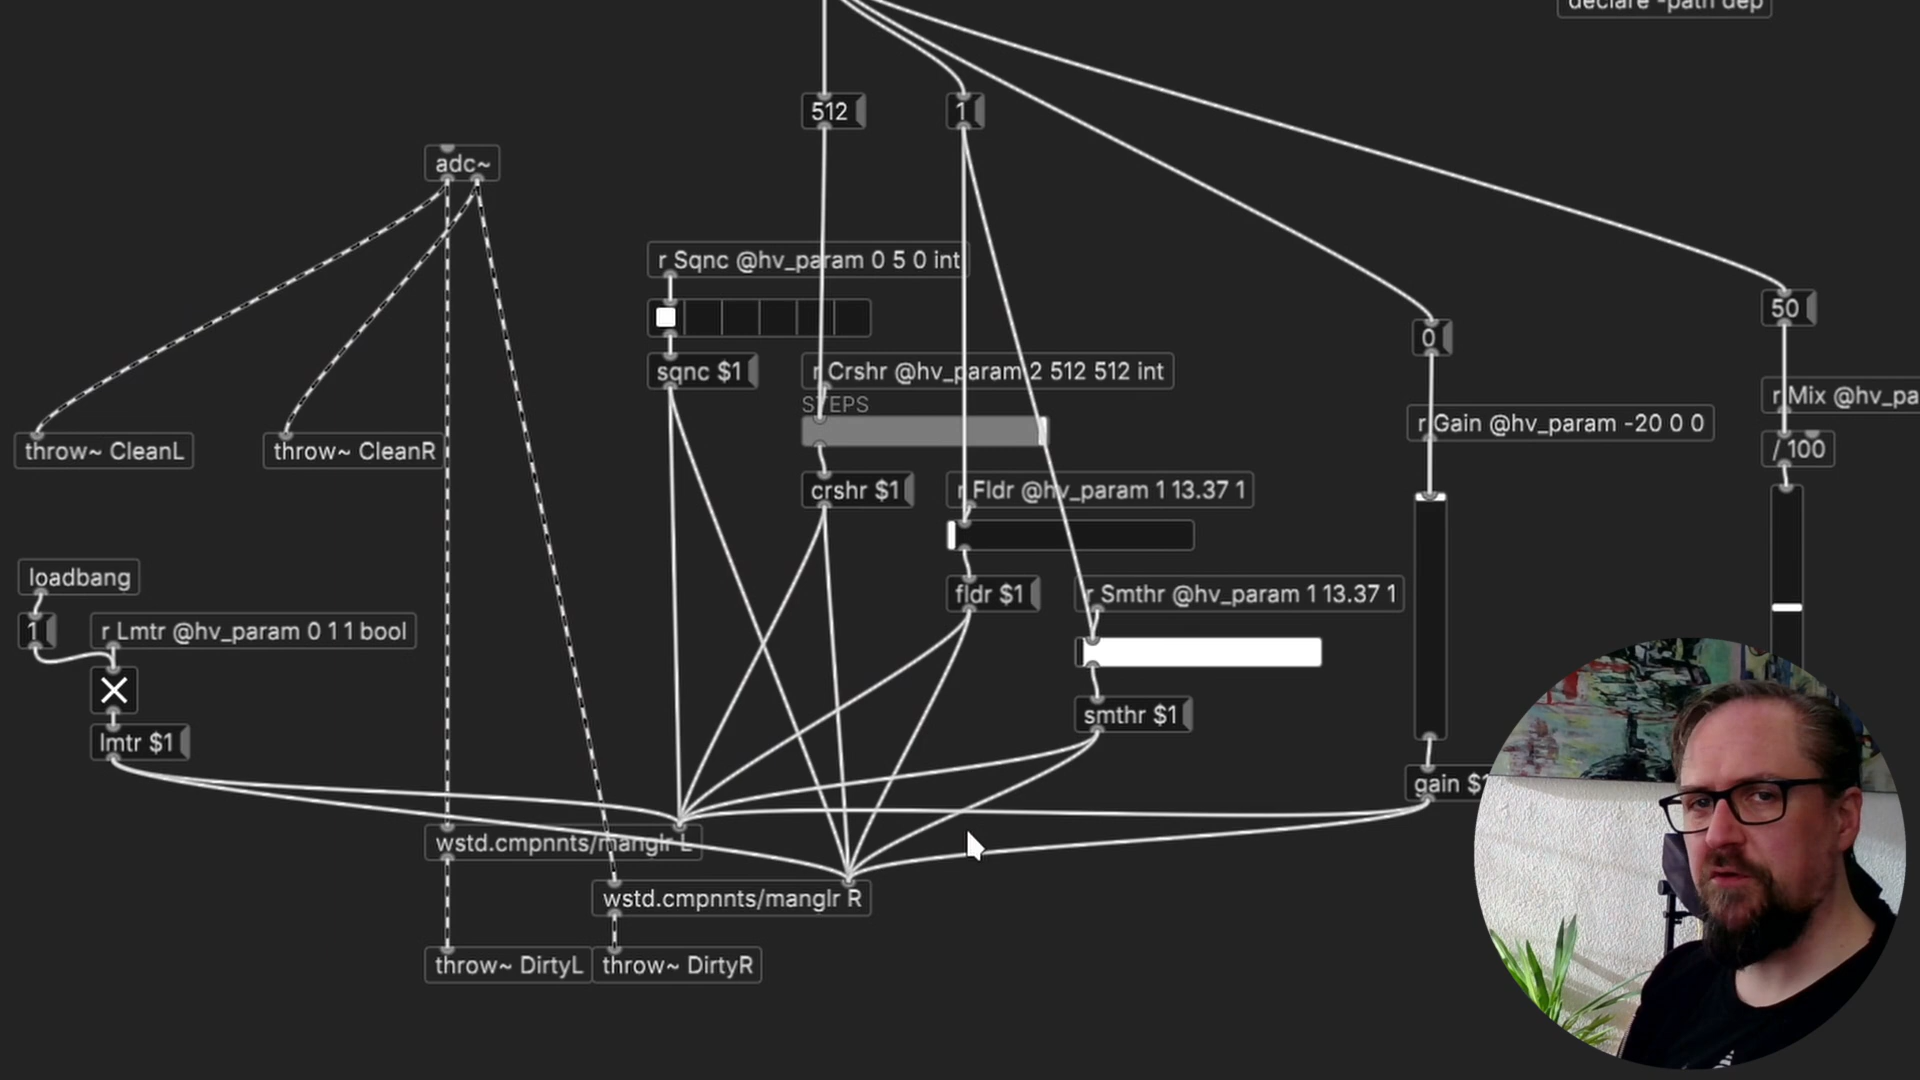 declare -path dep
512
1
adc~
r Sqnc @hv_param 0 5 0 int
50
0
sqnc $1
r Crshr @hv_param 2 512 512 int
r Mix @hv_pa
STEPS
r Gain @hv_param -20 0 0
throw~ CleanL
throw~ CleanR
/ 100
crshr $1
r Fldr @hv_param 1 13.37 1
loadbang
fldr $1
r Smthr @hv_param 1 13.37 1
1
r Lmtr @hv_param 0 1 1 bool
smthr $1
lmtr $1
gain $1
wstd.cmpnnts/manglr L
wstd.cmpnnts/manglr R
throw~ DirtyL
throw~ DirtyR